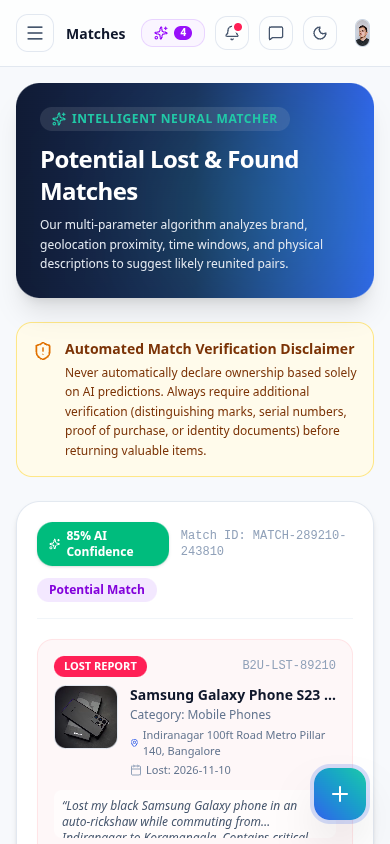 Matches
4
INTELLIGENT NEURAL MATCHER
Potential Lost & Found
Matches
Our multi-parameter algorithm analyzes brand,
geolocation proximity, time windows, and physical
descriptions to suggest likely reunited pairs.
Automated Match Verification Disclaimer
Never automatically declare ownership based solely
on AI predictions. Always require additional
verification (distinguishing marks, serial numbers,
proof of purchase, or identity documents) before
returning valuable items.
85% AI
Confidence
Match ID: MATCH-289210-
243810
Potential Match
LOST REPORT
B2U-LST-89210
Samsung Galaxy Phone S23 ...
Category: Mobile Phones
Indiranagar 100ft Road Metro Pillar
140, Bangalore
Lost: 2026-11-10
“Lost my black Samsung Galaxy phone in an
auto-rickshaw while commuting from...
Indiranagar to Koramangala. Contains critical